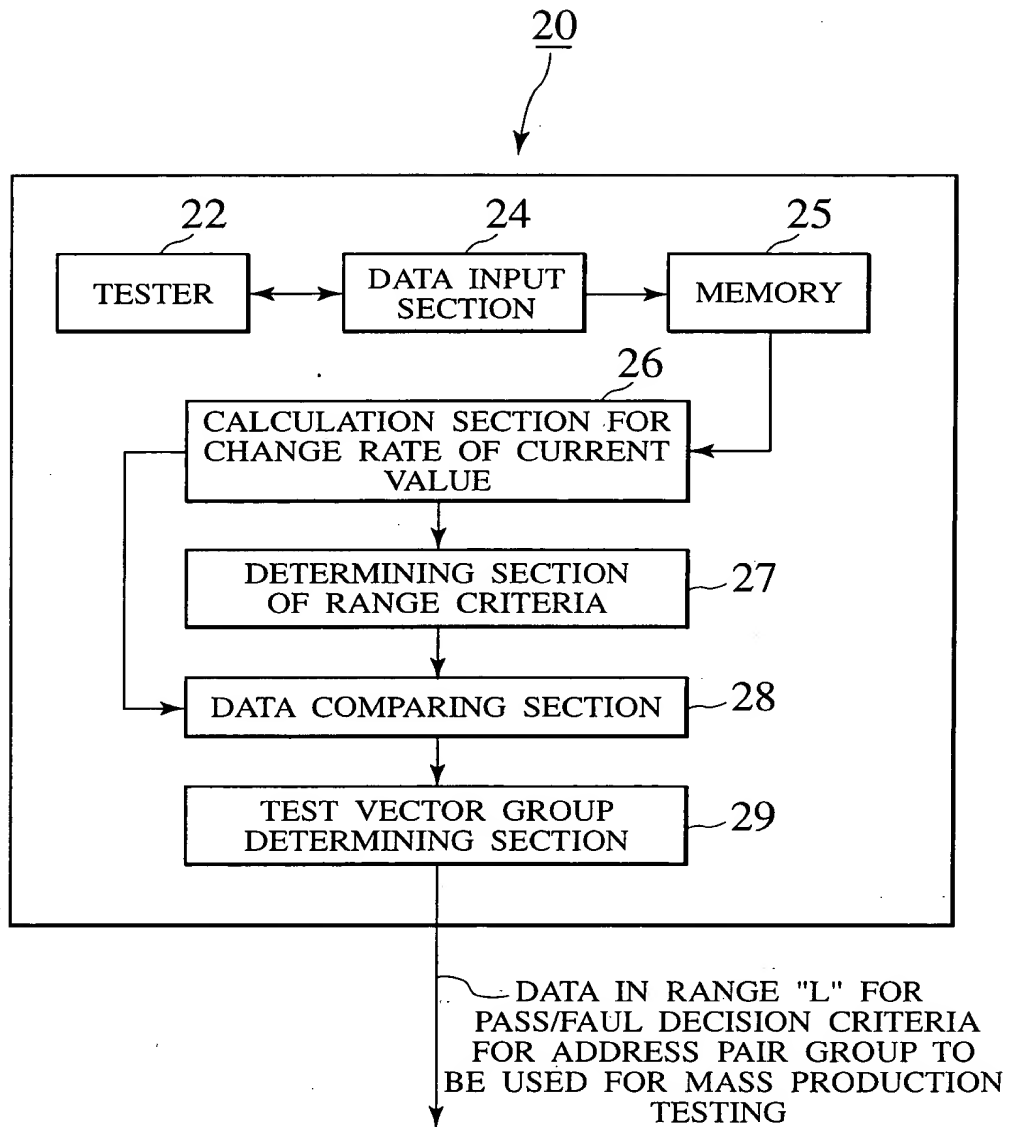 20
22
24
25
TESTER
DATA INPUT
SECTION
MEMORY
26
CALCULATION SECTION FOR
CHANGE RATE OF CURRENT
VALUE
DETERMINING SECTION
OF RANGE CRITERIA
27
DATA COMPARING SECTION
28
TEST VECTOR GROUP
DETERMINING SECTION
29
DATA IN RANGE "L" FOR
PASS/FAUL DECISION CRITERIA
FOR ADDRESS PAIR GROUP TO
BE USED FOR MASS PRODUCTION
TESTING